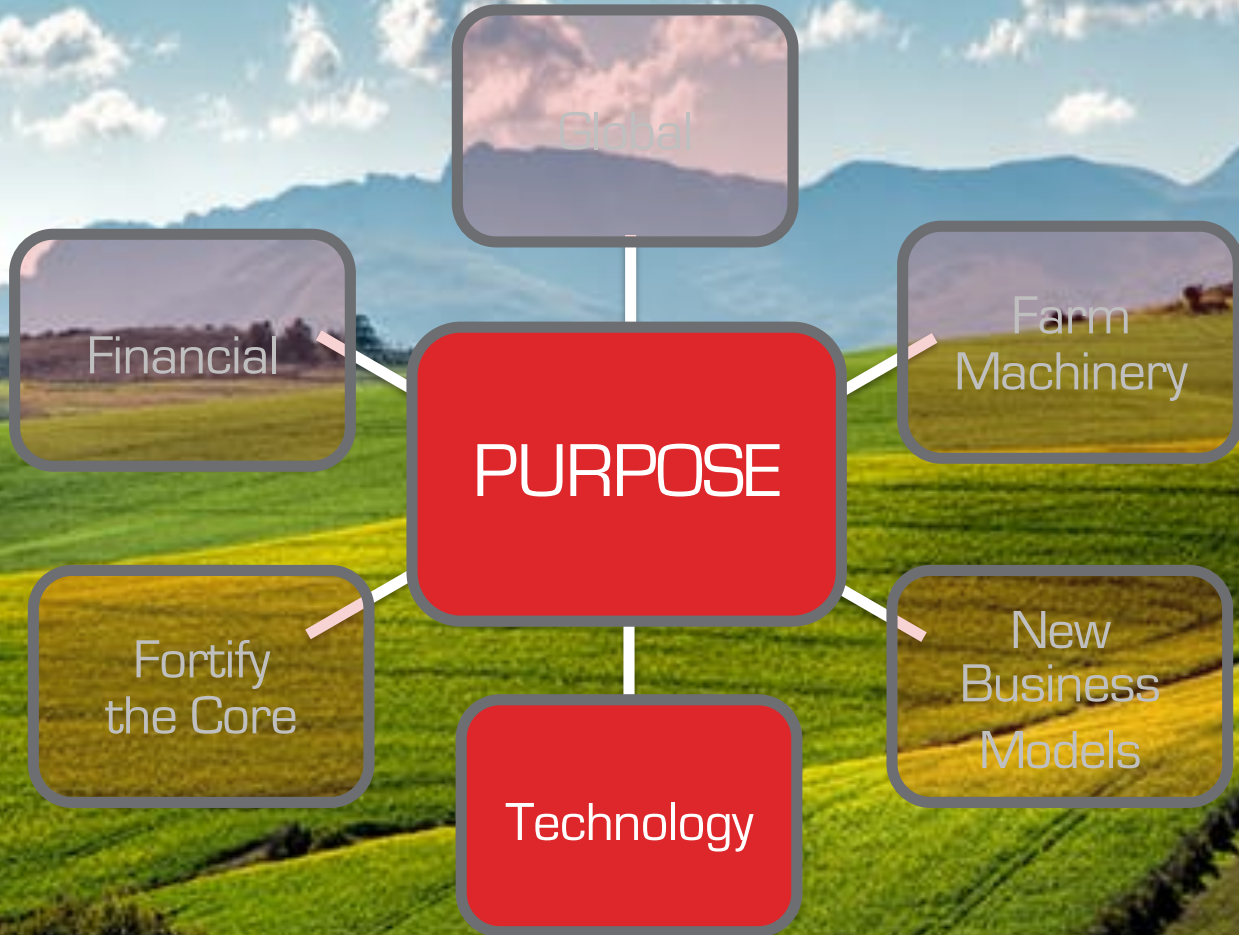 Global
Financial
Farm
Machinery
PURPOSE
Fortify
the Core
New
Business
Models
Technology